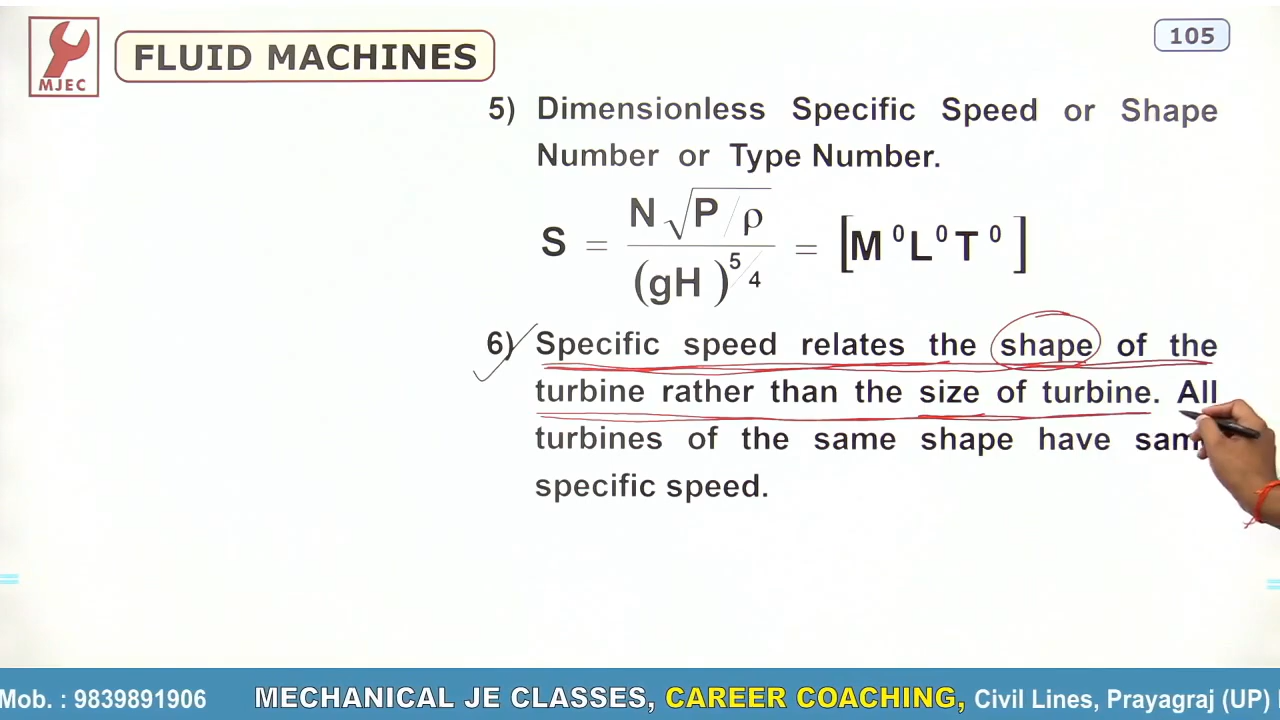 MJEC
FLUID MACHINES
105
5) Dimensionless Specific Speed or Shape
Number or Type Number.
S = N √P/ρ / (gH)^5/4 = [M⁰L⁰T⁰]
6) Specific speed relates the shape of the
turbine rather than the size of turbine. All
turbines of the same shape have sam
specific speed.
Mob. : 9839891906 MECHANICAL JE CLASSES, CAREER COACHING, Civil Lines, Prayagraj (UP)